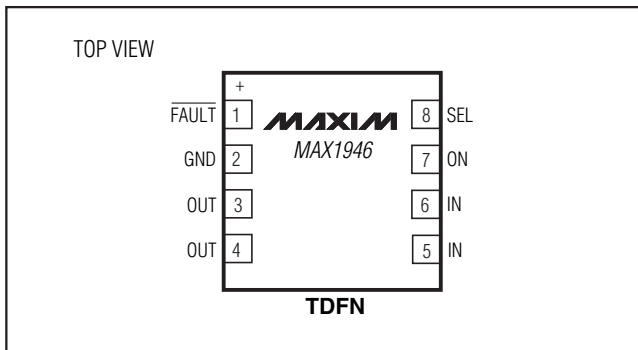 TOP VIEW
+
FAULT 1 MAXIM 8 SEL
GND 2 MAX1946 7 ON
OUT 3 6 IN
OUT 4 5 IN
TDFN